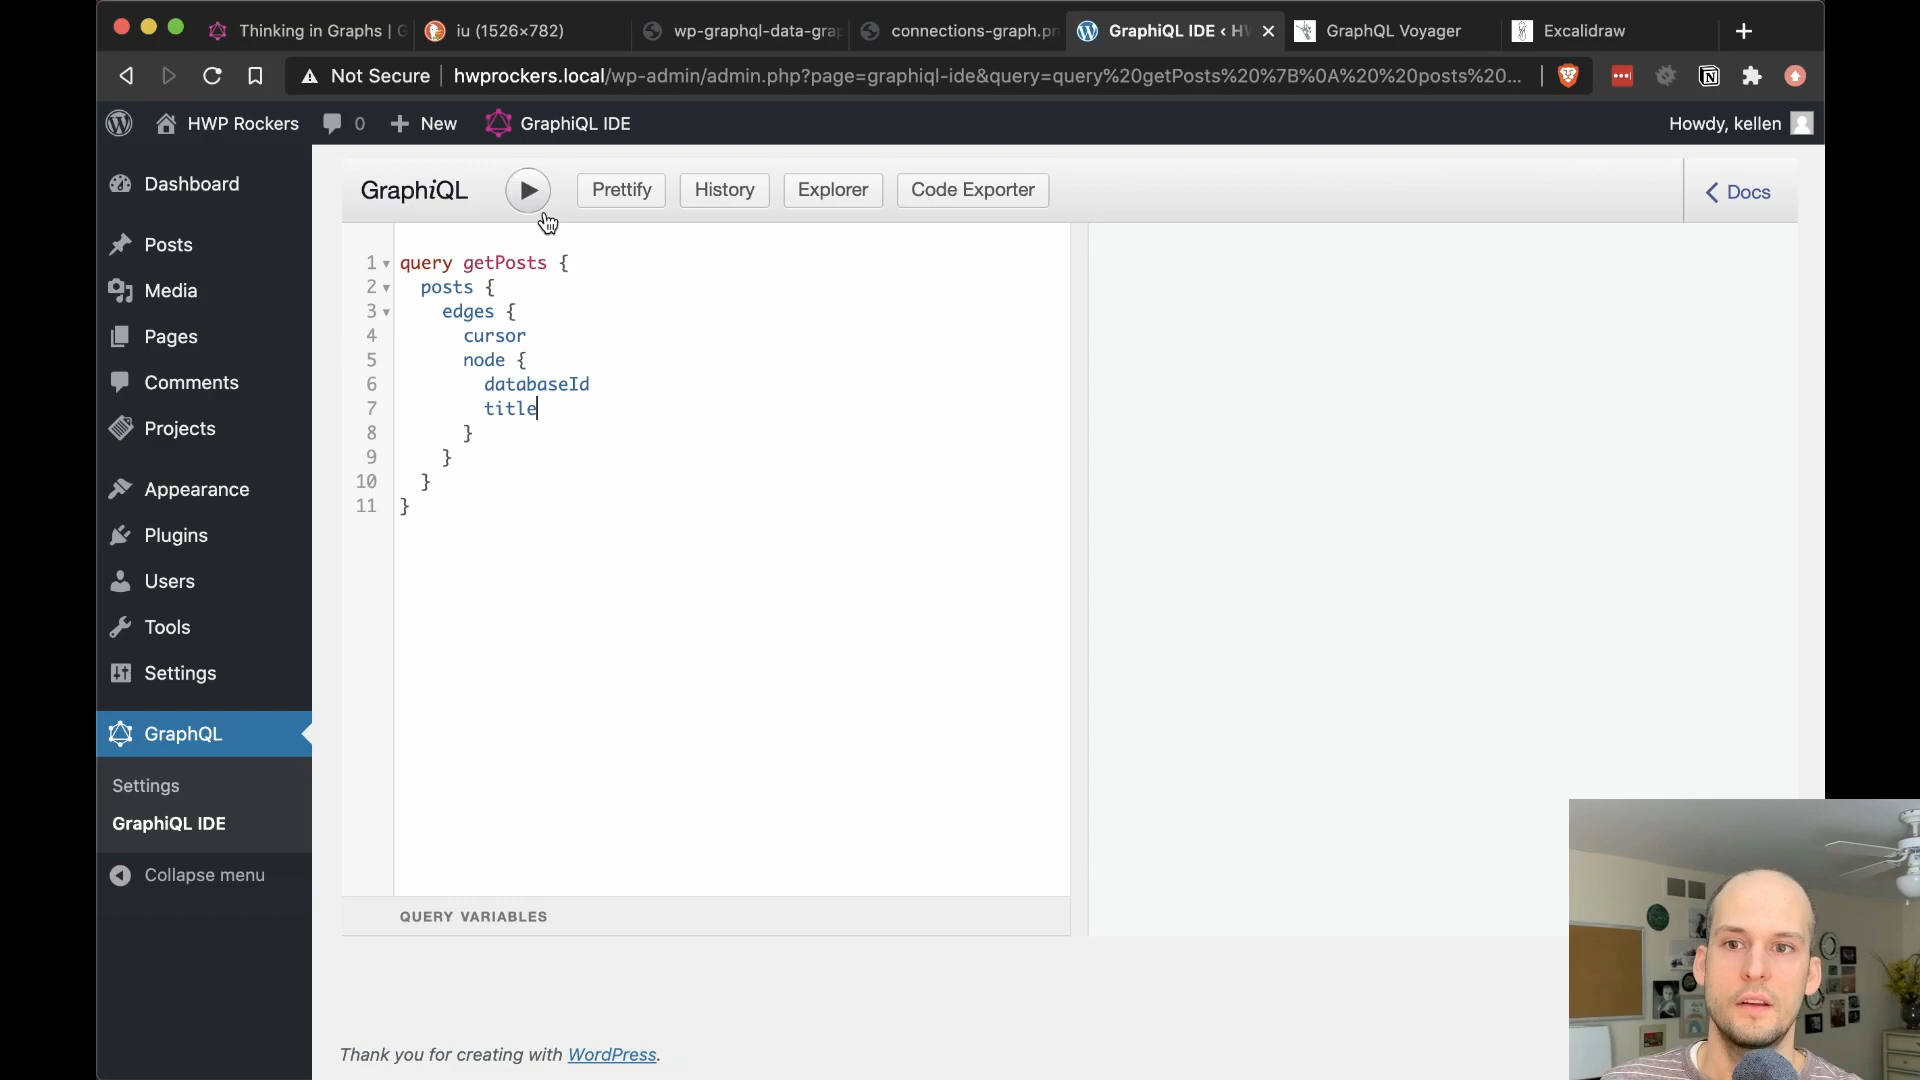 Thinking in Graphs | G
iu (1526×782)
wp-graphql-data-gra
connections-graph.pn
GraphiQL IDE ‹ HW
GraphQL Voyager
Excalidraw
Not Secure
hwprockers.local/wp-admin/admin.php?page=graphiql-ide&query=query%20getPosts%20%7B%0A%20%20posts%20...
HWP Rockers
0
New
GraphiQL IDE
Howdy, kellen
Dashboard
Posts
Media
Pages
Comments
Projects
Appearance
Plugins
Users
Tools
Settings
GraphQL
Settings
GraphiQL IDE
Collapse menu
GraphiQL
Prettify
History
Explorer
Code Exporter
Docs
1 query getPosts {
2 posts {
3 edges {
4 cursor
5 node {
6 databaseId
7 title
8 }
9 }
10 }
11 }
QUERY VARIABLES
Thank you for creating with WordPress.